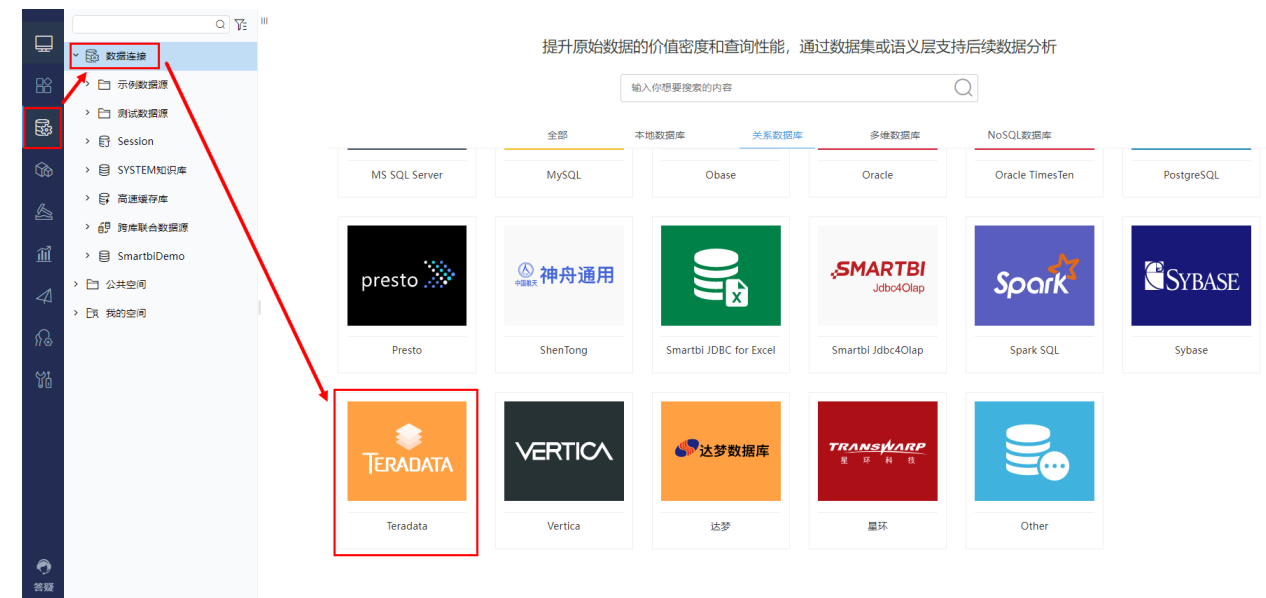 数据连接
示例数据源
测试数据源
Session
SYSTEM知识库
高速缓存库
跨库联合数据源
SmartbiDemo
公共空间
我的空间
答疑
提升原始数据的价值密度和查询性能，通过数据集或语义层支持后续数据分析
输入你想要搜索的内容
全部 本地数据库 关系数据库 多维数据库 NoSQL数据库
MS SQL Server MySQL Obase Oracle Oracle TimesTen PostgreSQL
presto
神舟通用
中国航天
X
SMARTBI
Jdbc4Olap
Spark
SYBASE
Presto ShenTong Smartbi JDBC for Excel Smartbi Jdbc4Olap Spark SQL Sybase
TERADATA
VERTICA
达梦数据库
TRANSWARP
星环科技
Teradata Vertica 达梦 星环 Other